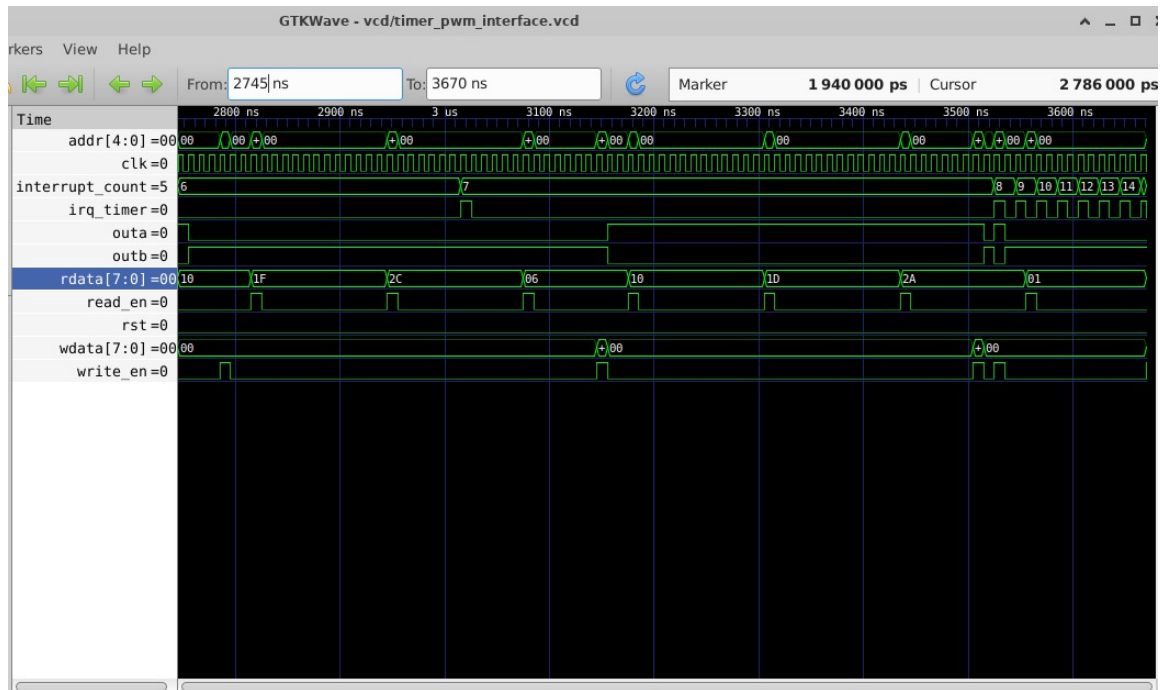 GTKWave - vcd/timer_pwm_interface.vcd
rkers View Help
From: 2745 ns To: 3670 ns Marker 1 940 000 ps | Cursor 2 786 000 ps
Time 2800 ns 2900 ns 3 us 3100 ns 3200 ns 3300 ns 3400 ns 3500 ns 3600 ns
addr[4:0] =00 00 00 + 00 + 00 + 00 + 00 00 00 00 + + 00 + 00
clk =0
interrupt_count =5 6 7 8 9 10 11 12 13 14
irq_timer =0
outa =0
outb =0
rdata[7:0] =00 10 1F 2C 06 10 1D 2A 01
read_en =0
rst =0
wdata[7:0] =00 00 + 00 + 00
write_en =0